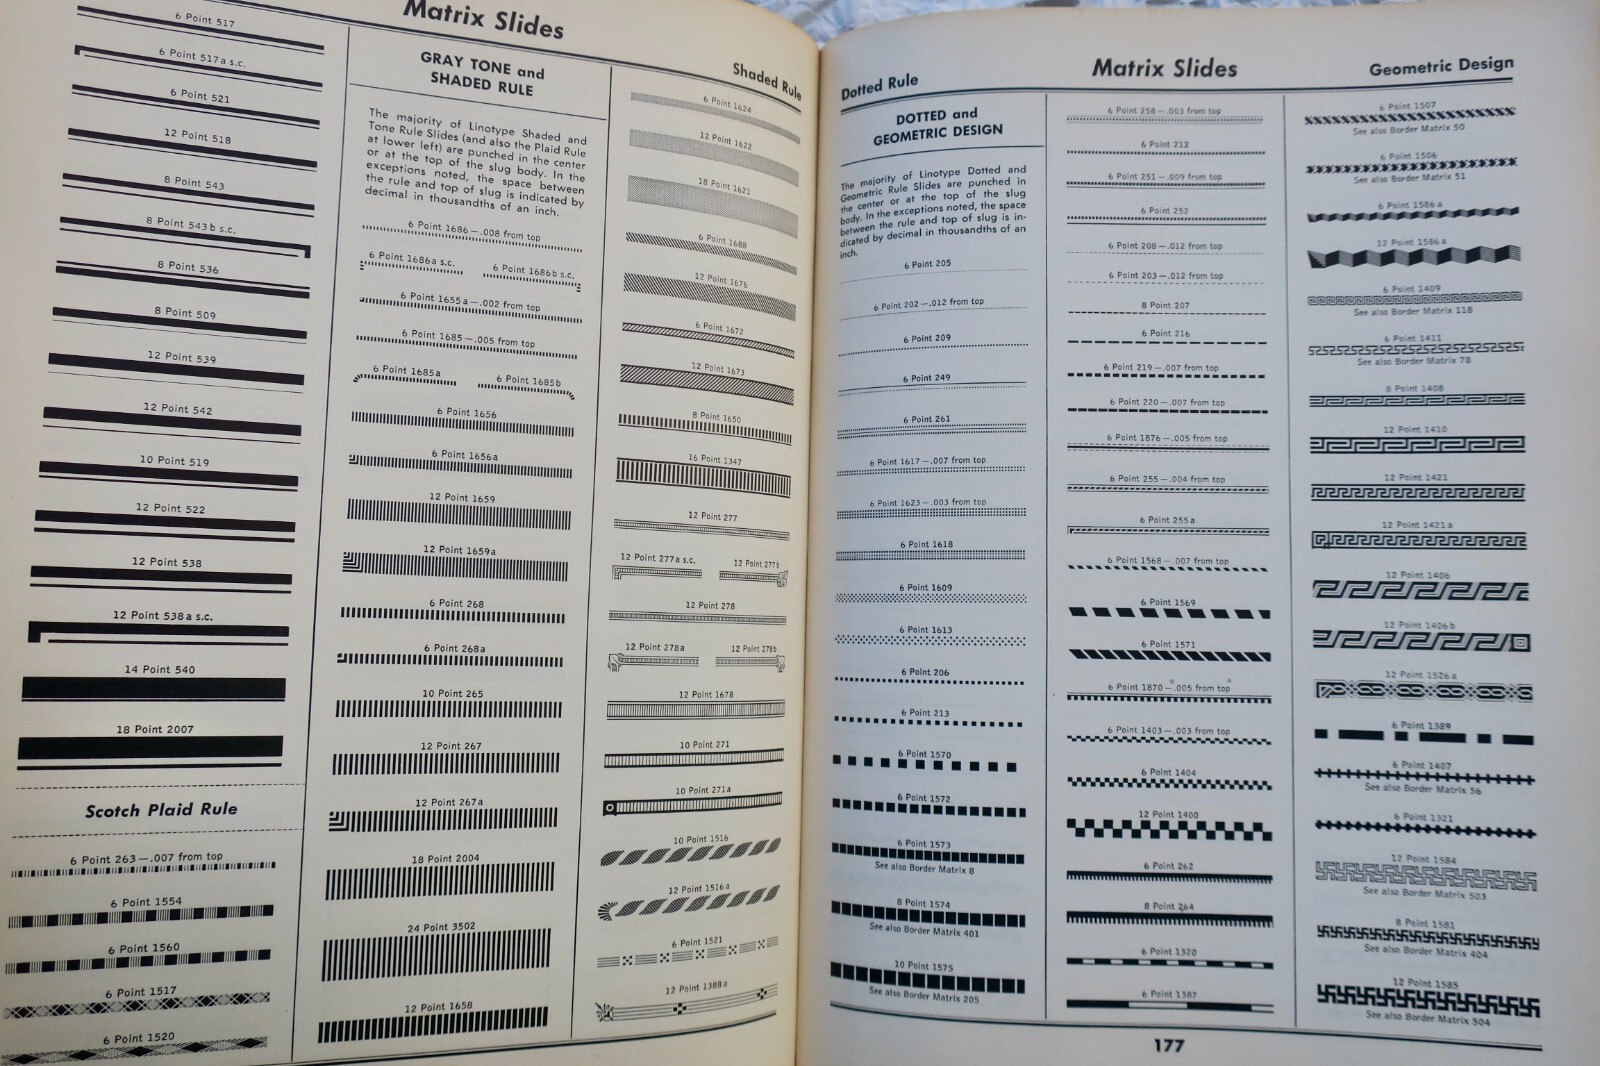 Matrix Slides
Shaded Rule
6 Point 517
6 Point 517a s.c.
6 Point 521
12 Point 518
8 Point 543
8 Point 543b s.c.
8 Point 536
8 Point 509
12 Point 539
12 Point 542
10 Point 519
12 Point 522
12 Point 538
12 Point 538a s.c.
14 Point 540
18 Point 2007
Scotch Plaid Rule
6 Point 263—.007 from top
6 Point 1554
6 Point 1560
6 Point 1517
6 Point 1520
GRAY TONE and
SHADED RULE
The majority of Linotype Shaded and
Tone Rule Slides (and also the Plaid Rule
at lower left) are punched in the center
or at the top of the slug body. In the
exceptions noted, the space between
the rule and top of slug is indicated by
decimal in thousandths of an inch.
6 Point 1686—.008 from top
6 Point 1686a s.c.
6 Point 1686b s.c.
6 Point 1655a—.002 from top
6 Point 1685—.005 from top
6 Point 1685a
6 Point 1685b
6 Point 1656
6 Point 1656a
12 Point 1659
12 Point 1659a
6 Point 268
6 Point 268a
10 Point 265
12 Point 267
12 Point 267a
18 Point 2004
24 Point 3502
12 Point 1658
6 Point 1624
12 Point 1622
18 Point 1621
6 Point 1688
12 Point 1676
6 Point 1672
12 Point 1673
8 Point 1650
16 Point 1347
12 Point 277
12 Point 277a s.c.
12 Point 277b
12 Point 278
12 Point 278a
12 Point 278b
12 Point 1678
10 Point 271
10 Point 271a
10 Point 1516
12 Point 1516a
6 Point 1521
12 Point 1388a
Dotted Rule
Matrix Slides
Geometric Design
DOTTED and
GEOMETRIC DESIGN
The majority of Linotype Dotted and
Geometric Rule Slides are punched in
the center or at the top of the slug
body. In the exceptions noted, the space
between the rule and top of slug is in-
dicated by decimal in thousandths of an
inch.
6 Point 205
6 Point 202—.012 from top
6 Point 209
6 Point 249
6 Point 261
6 Point 1617—.007 from top
6 Point 1623—.003 from top
6 Point 1618
6 Point 1609
6 Point 1613
6 Point 206
6 Point 213
6 Point 1570
6 Point 1572
6 Point 1573
See also Border Matrix 8
8 Point 1574
See also Border Matrix 401
10 Point 1575
See also Border Matrix 205
6 Point 258—.003 from top
6 Point 212
6 Point 251—.009 from top
6 Point 252
6 Point 208—.012 from top
6 Point 203—.012 from top
8 Point 207
6 Point 216
6 Point 219—.007 from top
6 Point 220—.007 from top
6 Point 1876—.005 from top
6 Point 255—.004 from top
6 Point 255a
6 Point 1568—.007 from top
6 Point 1569
6 Point 1571
6 Point 1870—.005 from top
6 Point 1403—.003 from top
6 Point 1404
12 Point 1400
6 Point 262
8 Point 264
6 Point 1320
6 Point 1387
6 Point 1507
See also Border Matrix 50
6 Point 1506
See also Border Matrix 51
6 Point 1586a
12 Point 1586a
6 Point 1409
See also Border Matrix 118
6 Point 1411
See also Border Matrix 78
8 Point 1408
12 Point 1410
12 Point 1421
12 Point 1421a
12 Point 1406
12 Point 1406b
12 Point 1526a
6 Point 1389
6 Point 1407
See also Border Matrix 56
6 Point 1321
12 Point 1584
See also Border Matrix 503
8 Point 1581
See also Border Matrix 404
12 Point 1585
See also Border Matrix 504
177